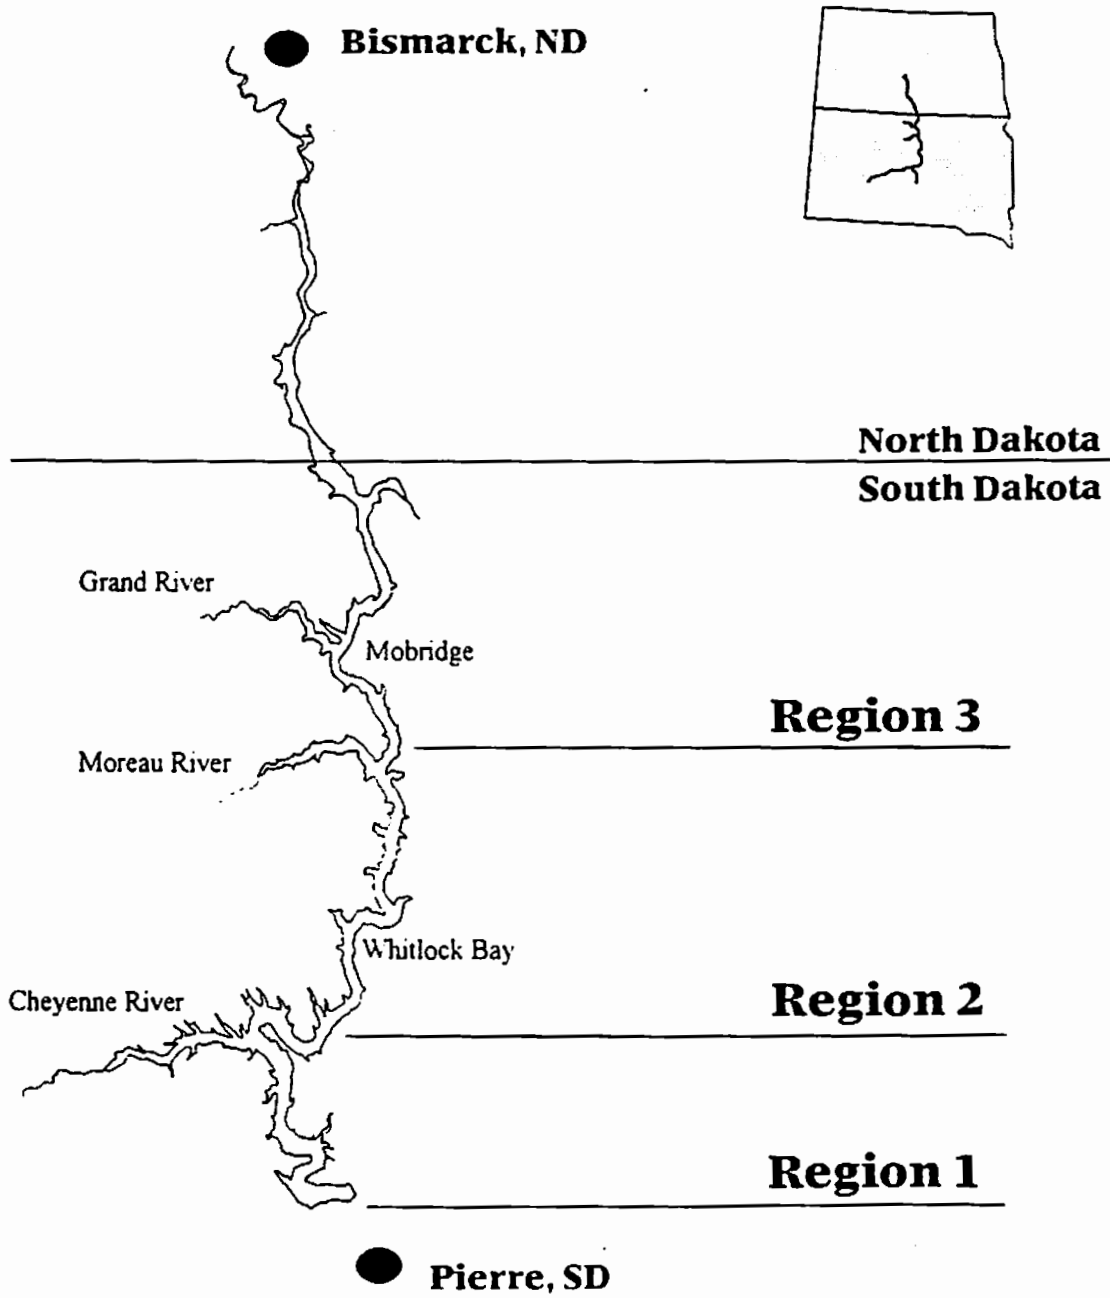 Bismarck, ND
North Dakota
South Dakota
Grand River
Mobridge
Region 3
Moreau River
Whitlock Bay
Cheyenne River
Region 2
Region 1
Pierre, SD